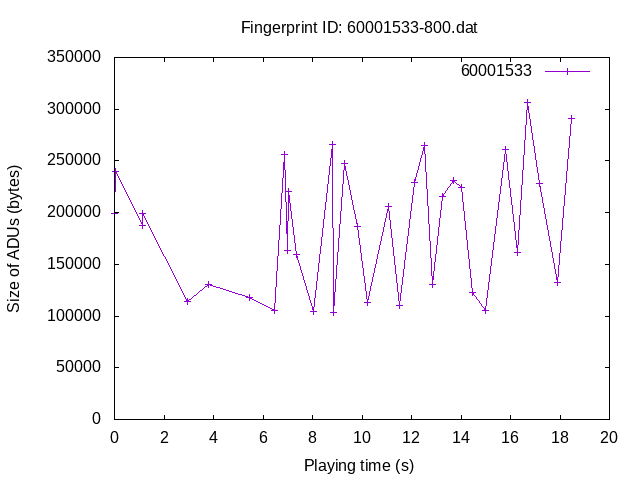 Fingerprint ID: 60001533-800.dat
350000
60001533
300000
250000
200000
150000
100000
50000
0
Size of ADUs (bytes)
0 2 4 6 8 10 12 14 16 18 20
Playing time (s)